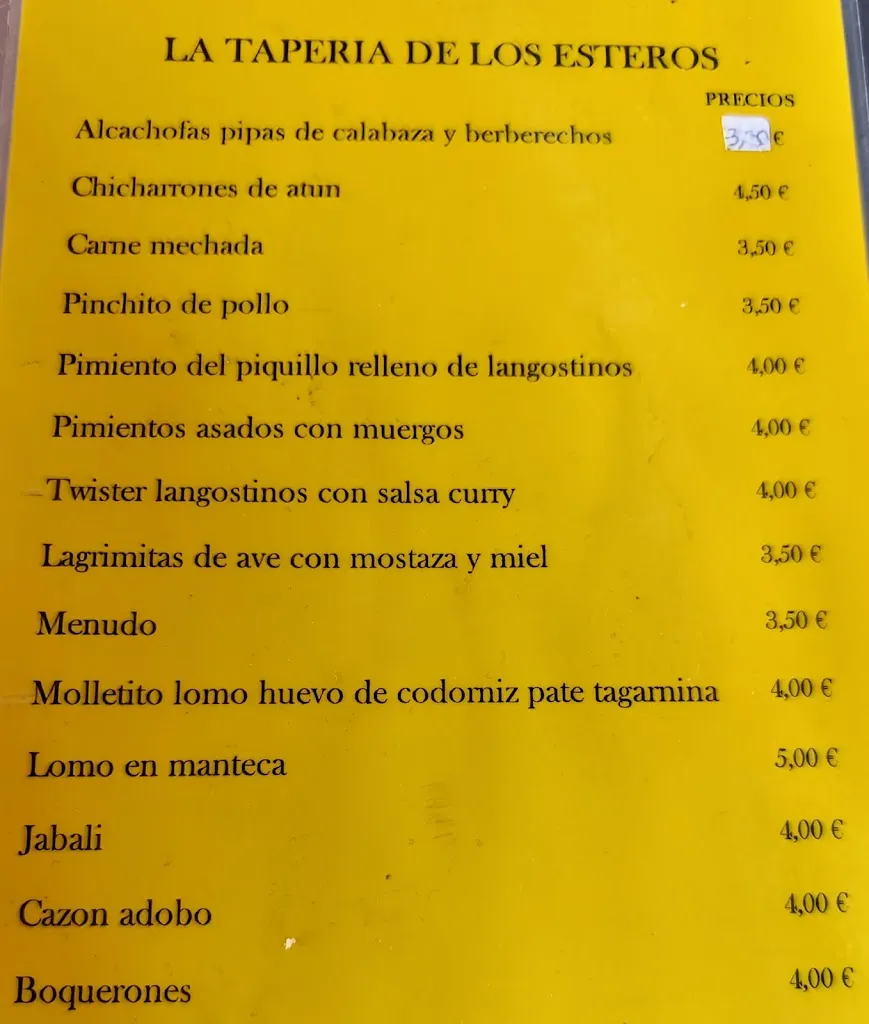 LA TAPERIA DE LOS ESTEROS
PRECIOS
Alcachofas pipas de calabaza y berberechos 3,30 €
Chicharrones de atun 4,50 €
Carne mechada 3,50 €
Pinchito de pollo 3,50 €
Pimiento del piquillo relleno de langostinos 4,00 €
Pimientos asados con muergos 4,00 €
Twister langostinos con salsa curry 4,00 €
Lagrimitas de ave con mostaza y miel 3,50 €
Menudo 3,50 €
Molletito lomo huevo de codorniz pate tagarnina 4,00 €
Lomo en manteca 5,00 €
Jabali 4,00 €
Cazon adobo 4,00 €
Boquerones 4,00 €